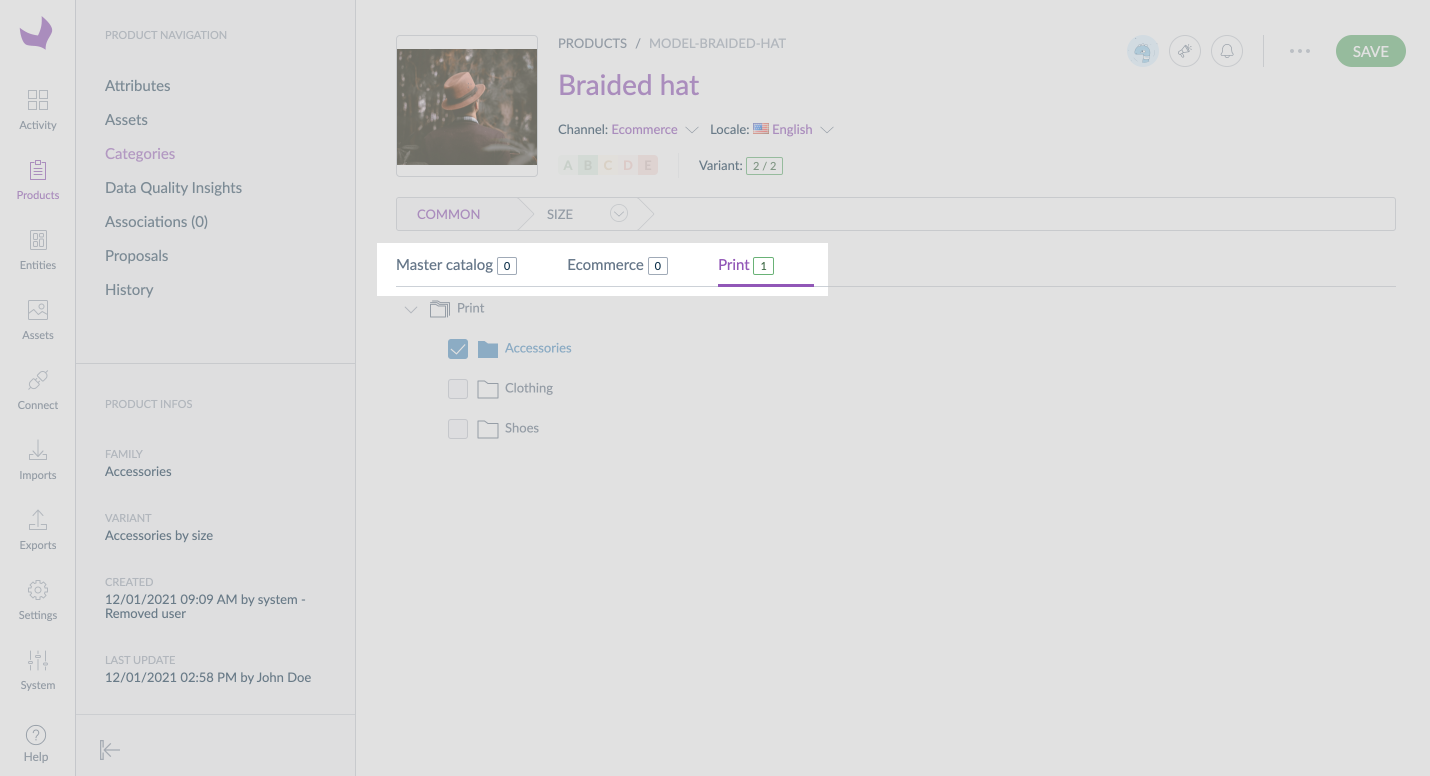 PRODUCT NAVIGATION
Attributes
Assets
Categories
Data Quality Insights
Associations (0)
Proposals
History
PRODUCT INFOS
FAMILY
Accessories
VARIANT
Accessories by size
CREATED
12/01/2021 09:09 AM by system -
Removed user
LAST UPDATE
12/01/2021 02:58 PM by John Doe
Activity
Products
Entities
Assets
Connect
Imports
Exports
Settings
System
Help
PRODUCTS / MODEL-BRAIDED-HAT
SAVE
Braided hat
Channel: Ecommerce Locale: English
A B C D E Variant: 2 / 2
COMMON SIZE
Master catalog 0 Ecommerce 0 Print 1
Print
Accessories
Clothing
Shoes